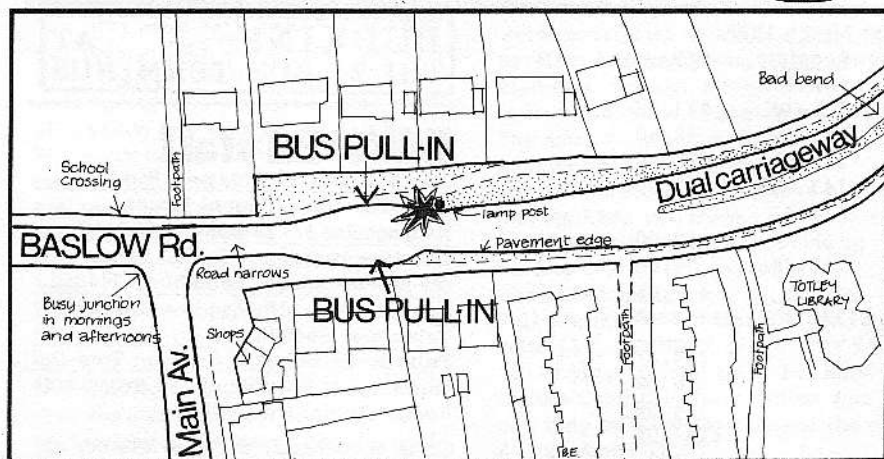 Bad bend
BUS PULL-IN
Dual carriageway
School
crossing
Footpath
lamp post
Pavement edge
BASLOW Rd.
Road narrows
BUS PULL-IN
Busy junction
in mornings
and afternoons
Shops
Main Av.
Footpath
Footpath
TOTLEY
LIBRARY
B.E.